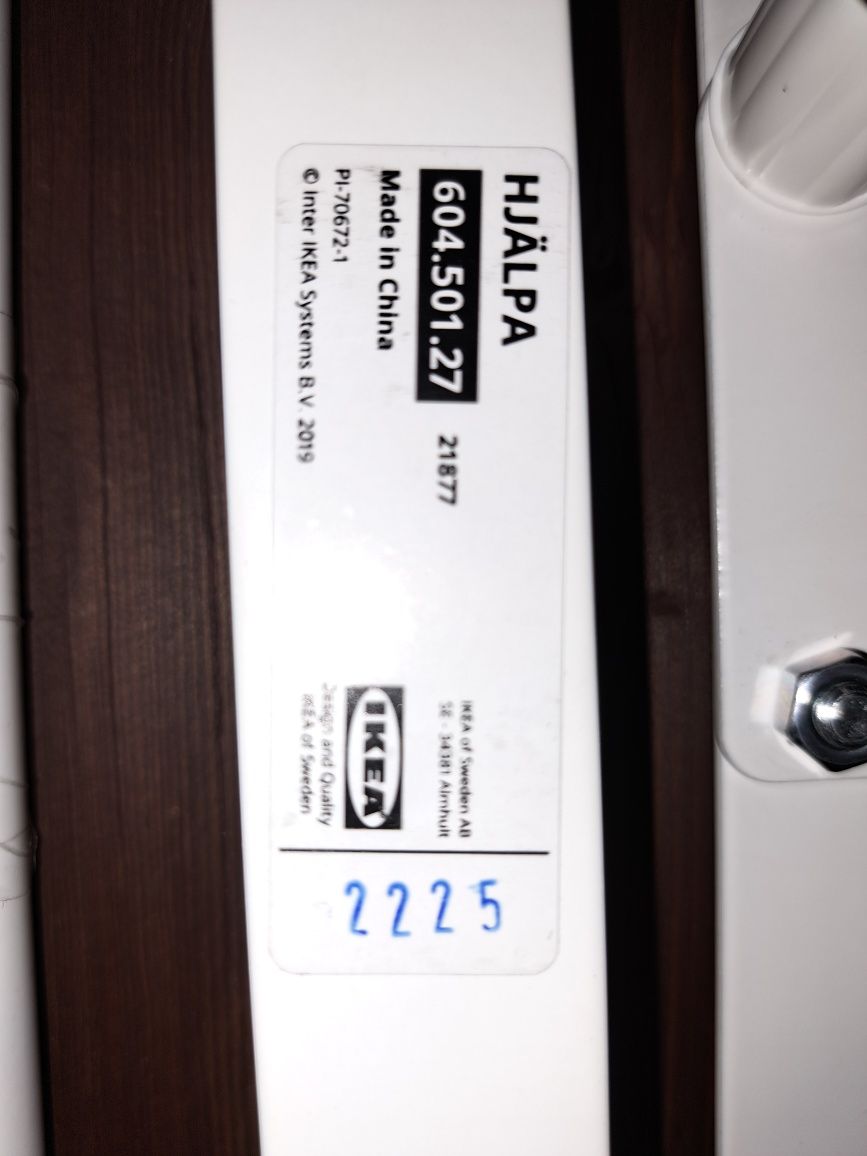 HJÄLPA
604.501.27 21877
Made in China
PI-70672-1
© Inter IKEA Systems B.V. 2019
IKEA of Sweden AB
SE - 34381 Älmhult
IKEA
Design and Quality
IKEA of Sweden
2225